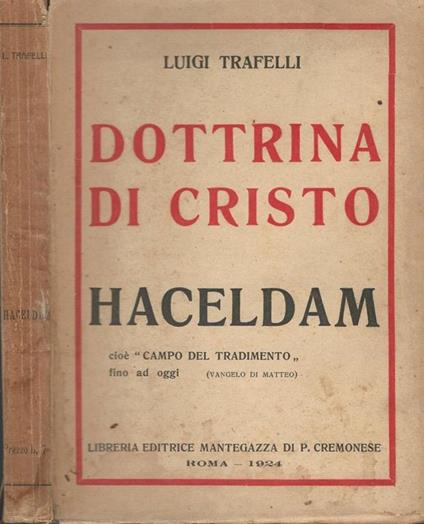 L. TRAFELLI
HACELDAM
Prezzo L.
LUIGI TRAFELLI
DOTTRINA
DI CRISTO
HACELDAM
cioè "CAMPO DEL TRADIMENTO„
fino ad oggi (VANGELO DI MATTEO)
LIBRERIA EDITRICE MANTEGAZZA DI P. CREMONESE
ROMA – 1924